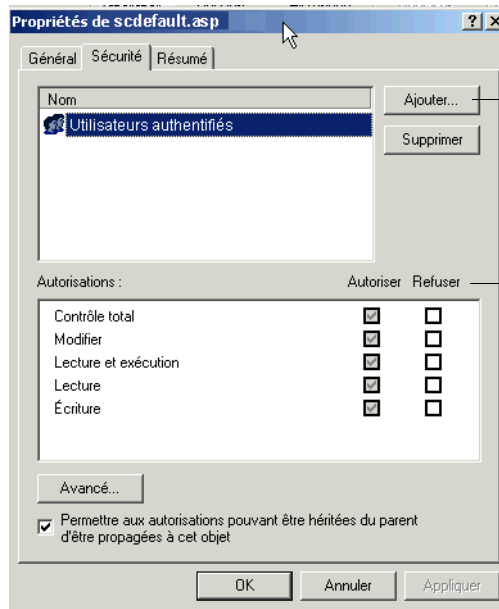 Propriétés de scdefault.asp
Général Sécurité Résumé
Nom
Ajouter...
Utilisateurs authentifiés
Supprimer
Autorisations : Autoriser Refuser
Contrôle total
Modifier
Lecture et exécution
Lecture
Écriture
Avancé...
Permettre aux autorisations pouvant être héritées du parent
d'être propagées à cet objet
OK Annuler Appliquer